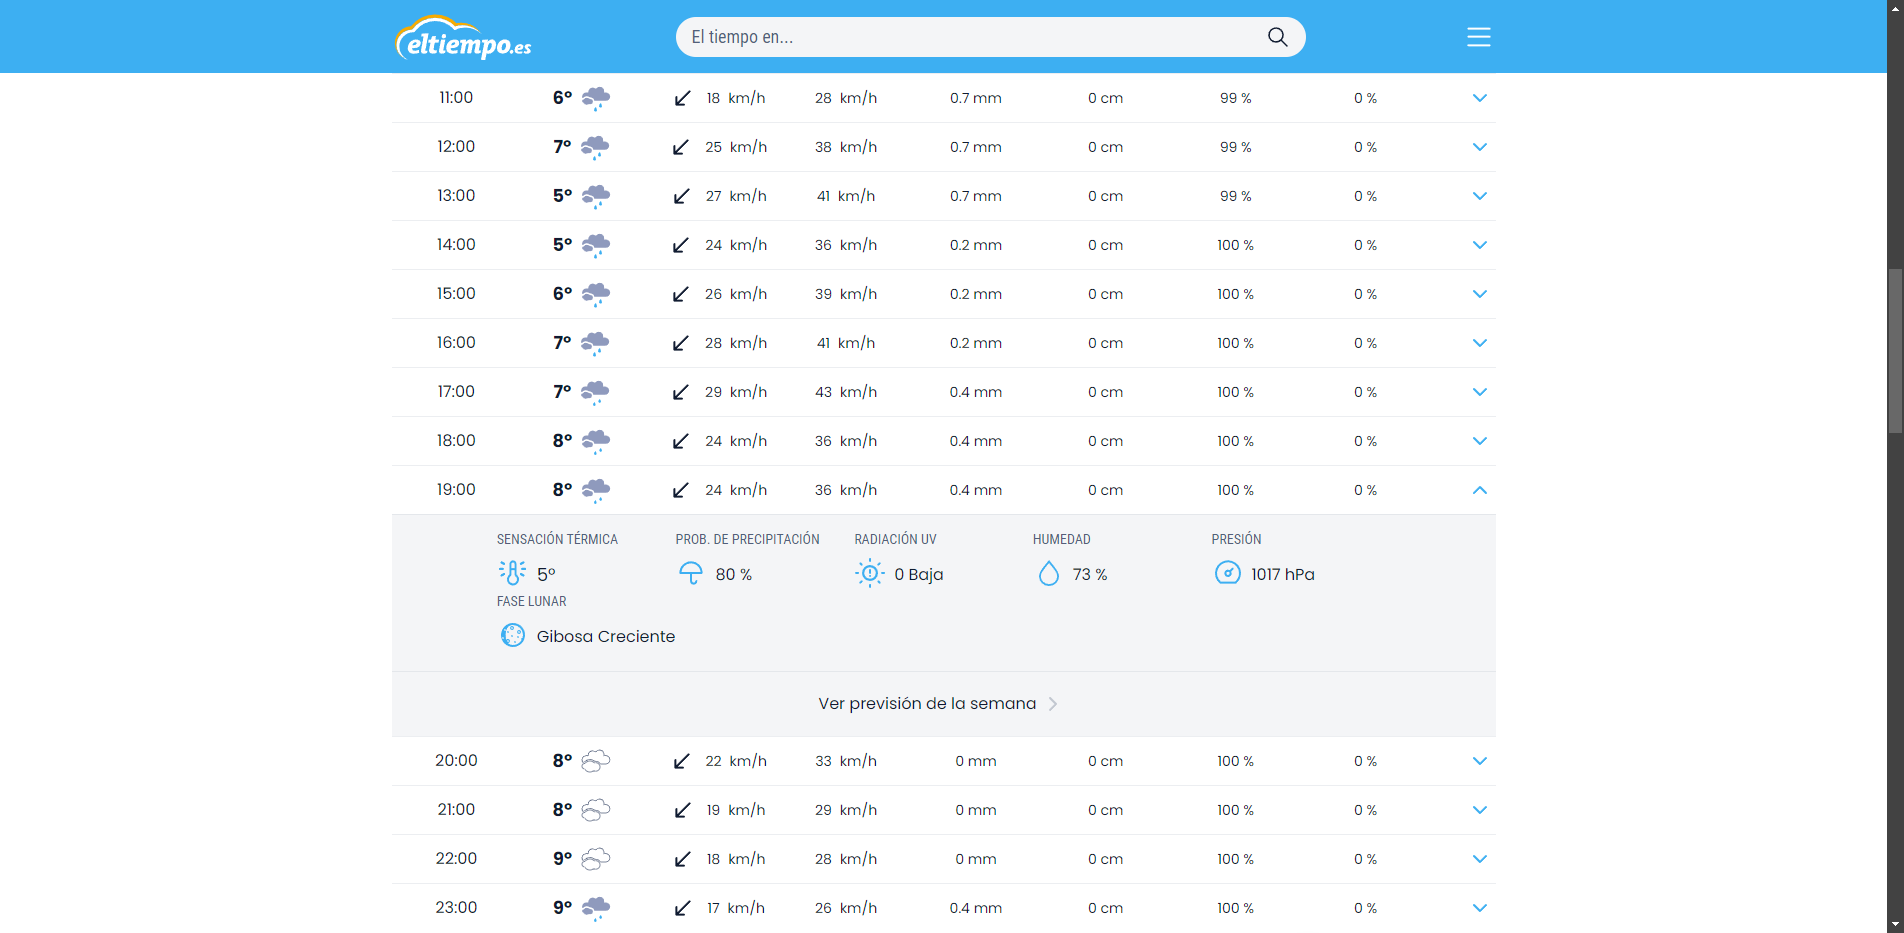 eltiempo.es
El tiempo en...
11:00 6° 18 km/h 28 km/h 0.7 mm 0 cm 99 % 0 %
12:00 7° 25 km/h 38 km/h 0.7 mm 0 cm 99 % 0 %
13:00 5° 27 km/h 41 km/h 0.7 mm 0 cm 99 % 0 %
14:00 5° 24 km/h 36 km/h 0.2 mm 0 cm 100 % 0 %
15:00 6° 26 km/h 39 km/h 0.2 mm 0 cm 100 % 0 %
16:00 7° 28 km/h 41 km/h 0.2 mm 0 cm 100 % 0 %
17:00 7° 29 km/h 43 km/h 0.4 mm 0 cm 100 % 0 %
18:00 8° 24 km/h 36 km/h 0.4 mm 0 cm 100 % 0 %
19:00 8° 24 km/h 36 km/h 0.4 mm 0 cm 100 % 0 %
SENSACIÓN TÉRMICA PROB. DE PRECIPITACIÓN RADIACIÓN UV HUMEDAD PRESIÓN
5° 80 % 0 Baja 73 % 1017 hPa
FASE LUNAR
Gibosa Creciente
Ver previsión de la semana
20:00 8° 22 km/h 33 km/h 0 mm 0 cm 100 % 0 %
21:00 8° 19 km/h 29 km/h 0 mm 0 cm 100 % 0 %
22:00 9° 18 km/h 28 km/h 0 mm 0 cm 100 % 0 %
23:00 9° 17 km/h 26 km/h 0.4 mm 0 cm 100 % 0 %